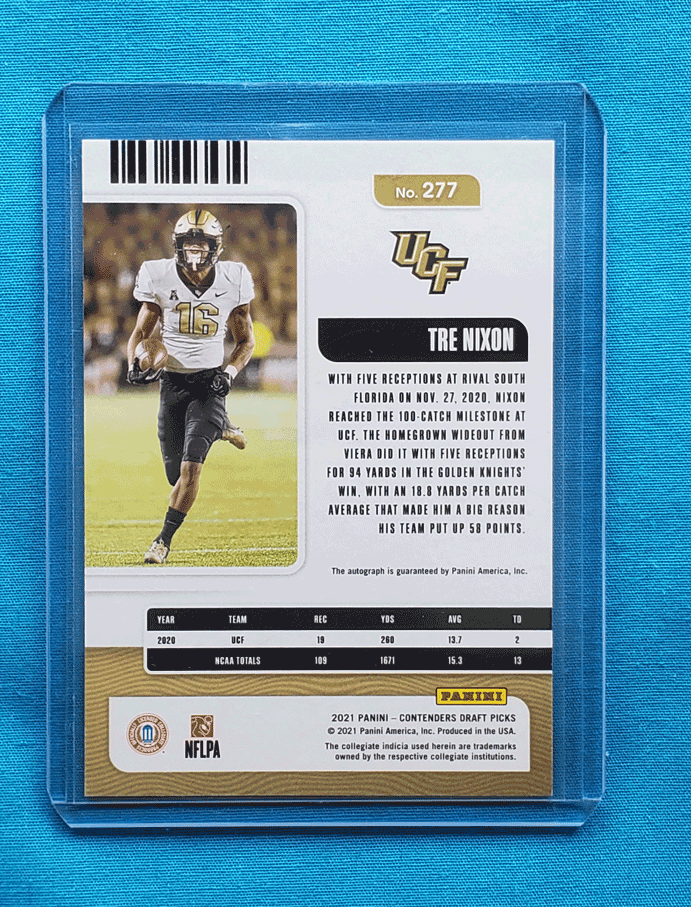 No. 277
UCF
16
TRE NIXON
WITH FIVE RECEPTIONS AT RIVAL SOUTH
FLORIDA ON NOV. 27, 2020, NIXON
REACHED THE 100-CATCH MILESTONE AT
UCF. THE HOMEGROWN WIDEOUT FROM
VIERA DID IT WITH FIVE RECEPTIONS
FOR 94 YARDS IN THE GOLDEN KNIGHTS'
WIN, WITH AN 18.8 YARDS PER CATCH
AVERAGE THAT MADE HIM A BIG REASON
HIS TEAM PUT UP 58 POINTS.
The autograph is guaranteed by Panini America, Inc.
YEAR TEAM REC YDS AVG TD
2020 UCF 19 260 13.7 2
NCAA TOTALS 109 1671 15.3 13
PANINI
2021 PANINI – CONTENDERS DRAFT PICKS
© 2021 Panini America, Inc. Produced in the USA.
The collegiate indicia used herein are trademarks
owned by the respective collegiate institutions.
NFLPA